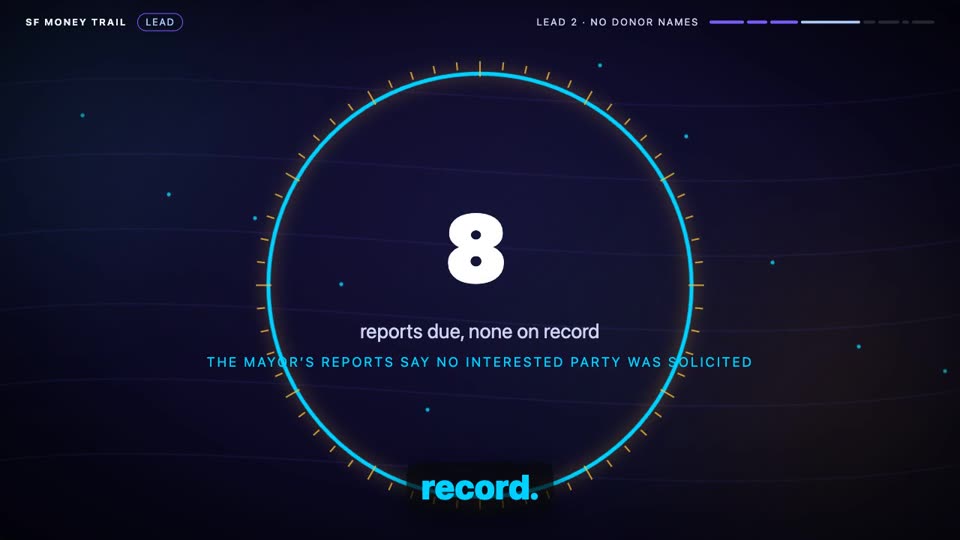 SF MONEY TRAIL LEAD
LEAD 2 · NO DONOR NAMES
8
reports due, none on record
THE MAYOR'S REPORTS SAY NO INTERESTED PARTY WAS SOLICITED
record.